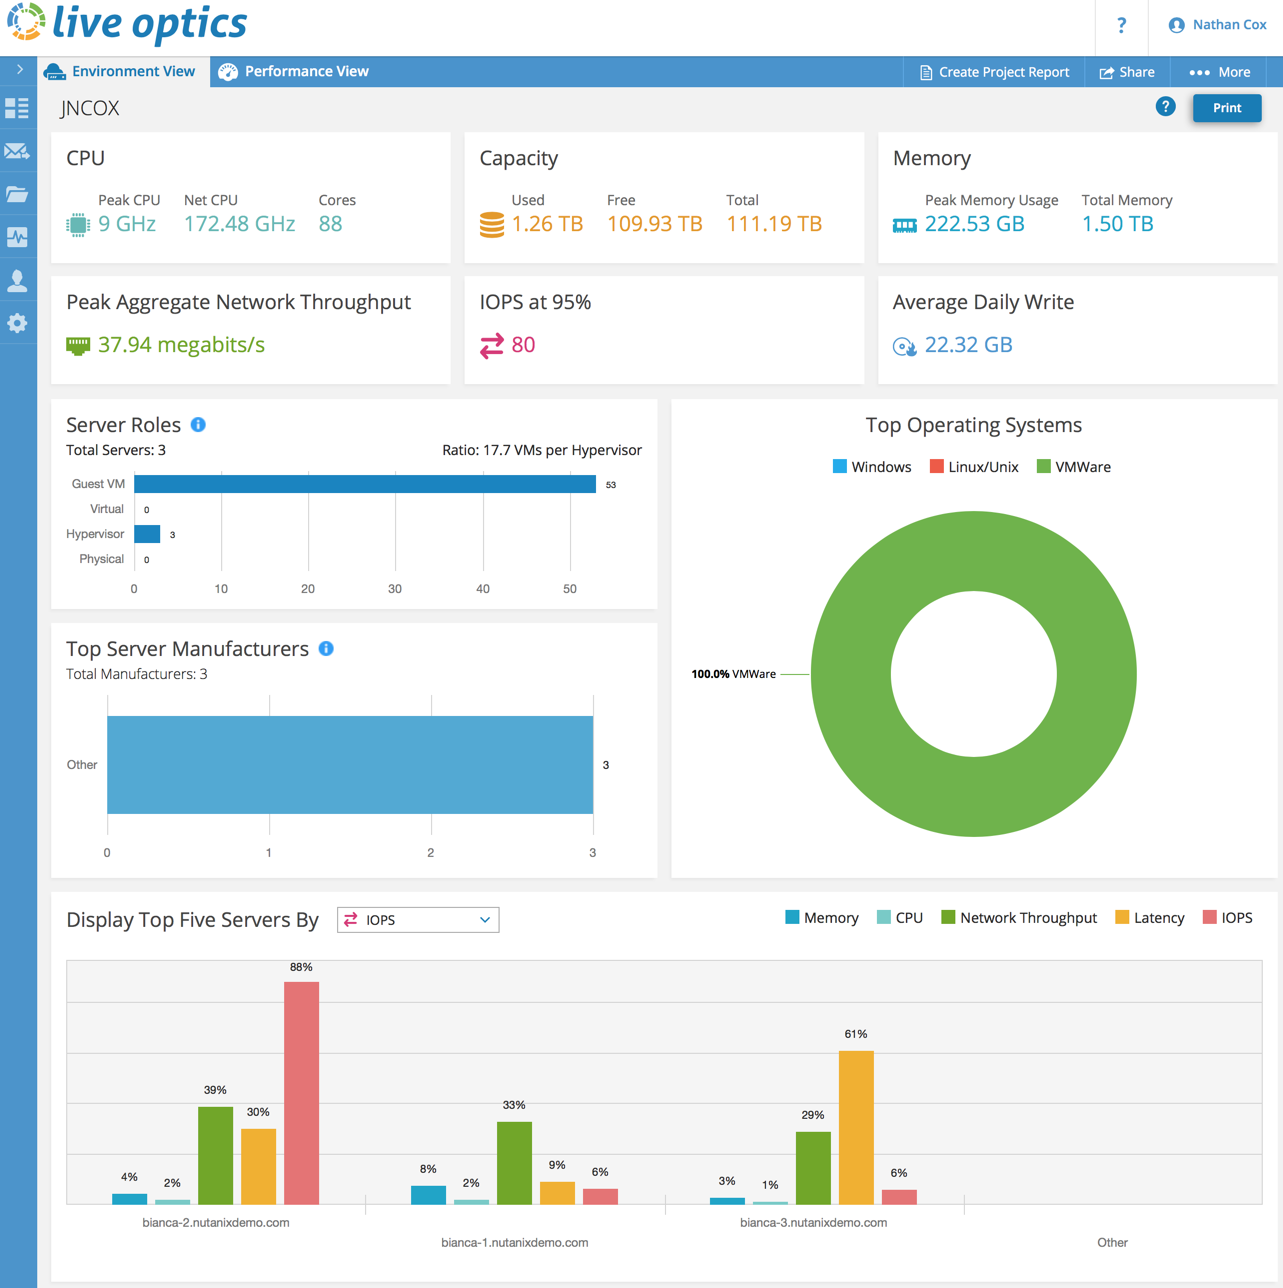 live optics
?
Nathan Cox
Environment View
Performance View
Create Project Report
Share
More
JNCOX
?
Print
CPU
Peak CPU Net CPU Cores
9 GHz 172.48 GHz 88
Capacity
Used Free Total
1.26 TB 109.93 TB 111.19 TB
Memory
Peak Memory Usage Total Memory
222.53 GB 1.50 TB
Peak Aggregate Network Throughput
37.94 megabits/s
IOPS at 95%
80
Average Daily Write
22.32 GB
Server Roles i
Total Servers: 3 Ratio: 17.7 VMs per Hypervisor
Guest VM 53
Virtual 0
Hypervisor 3
Physical 0
0 10 20 30 40 50
Top Operating Systems
Windows Linux/Unix VMWare
100.0% VMWare
Top Server Manufacturers i
Total Manufacturers: 3
Other 3
0 1 2 3
Display Top Five Servers By IOPS
Memory CPU Network Throughput Latency IOPS
4% 2% 39% 30% 88%
8% 2% 33% 9% 6%
3% 1% 29% 61% 6%
bianca-2.nutanixdemo.com
bianca-1.nutanixdemo.com
bianca-3.nutanixdemo.com
Other